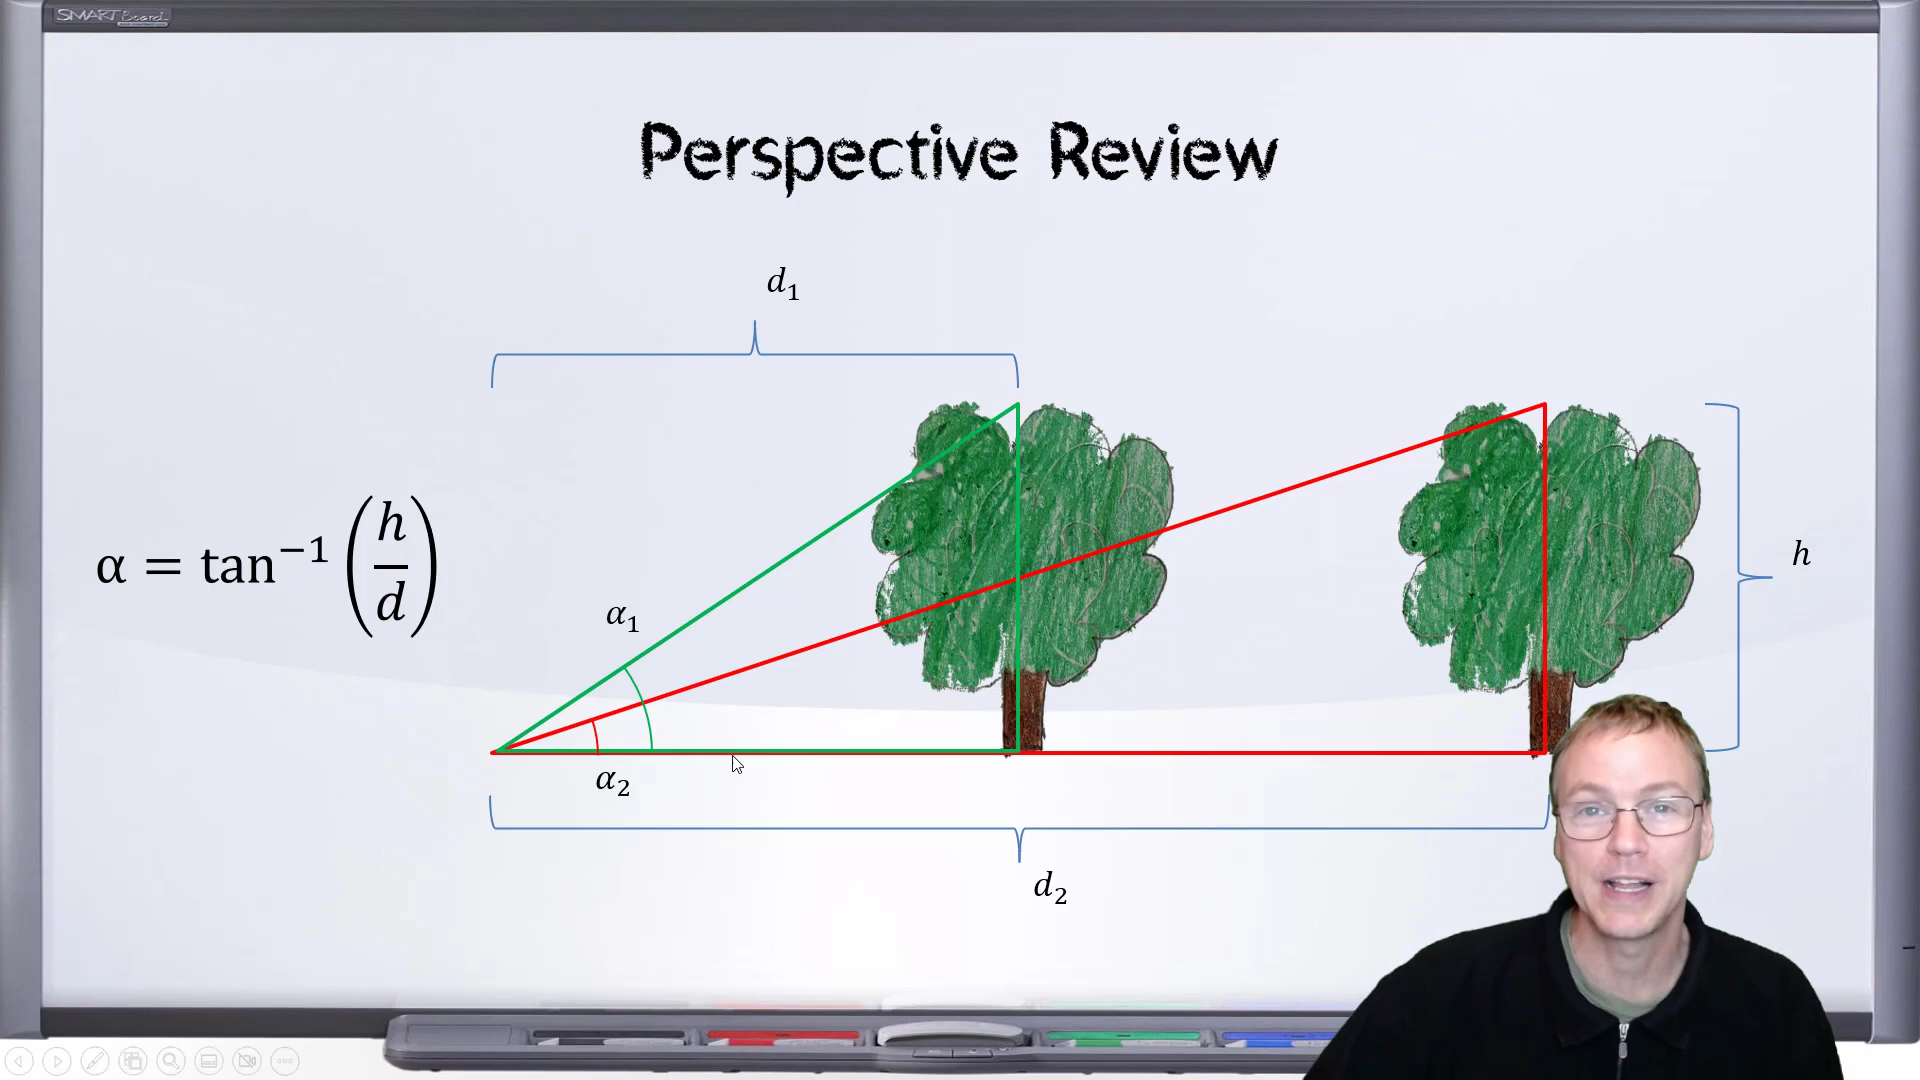 SMART Board
Perspective Review
d₁
α = tan⁻¹ (h/d)
h
α₁
α₂
d₂